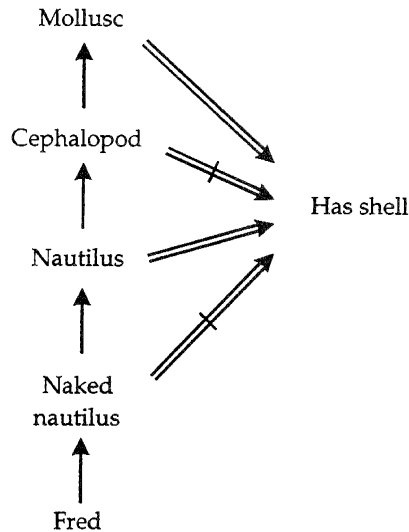 Mollusc
Cephalopod
Has shell
Nautilus
Naked
nautilus
Fred